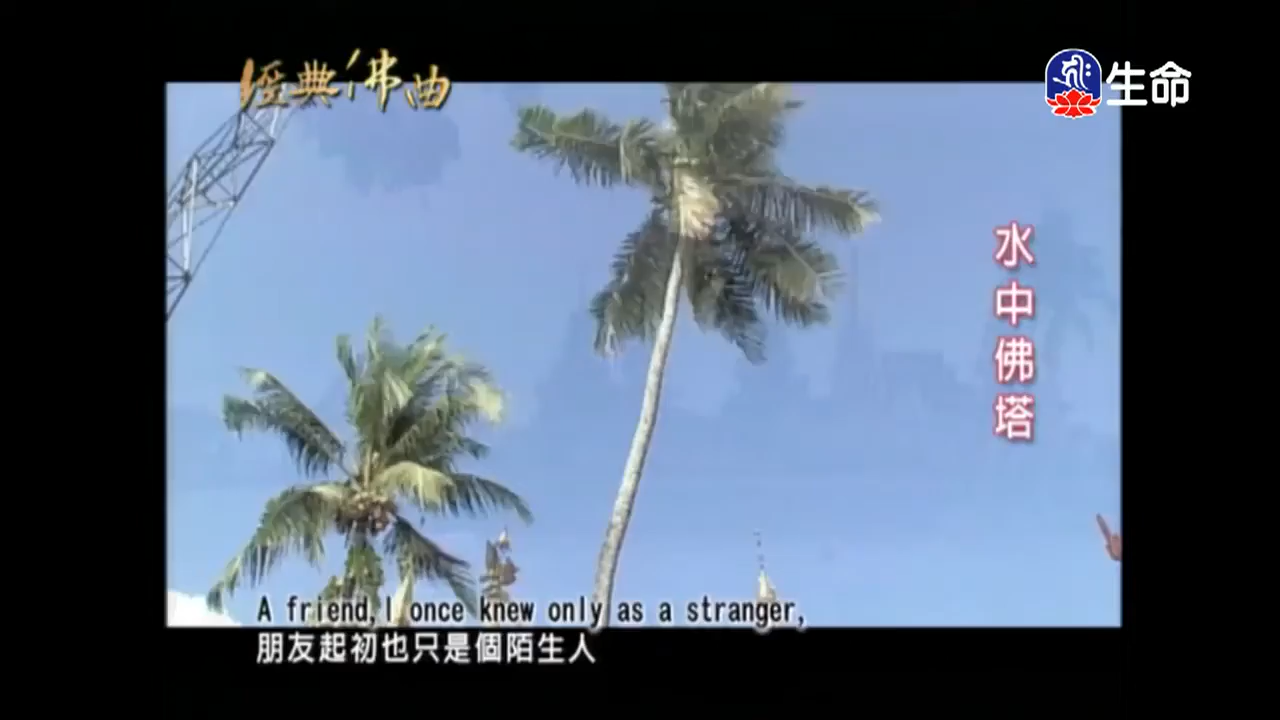 經典佛曲
生命
水中佛塔
A friend,I once knew only as a stranger,
朋友起初也只是個陌生人